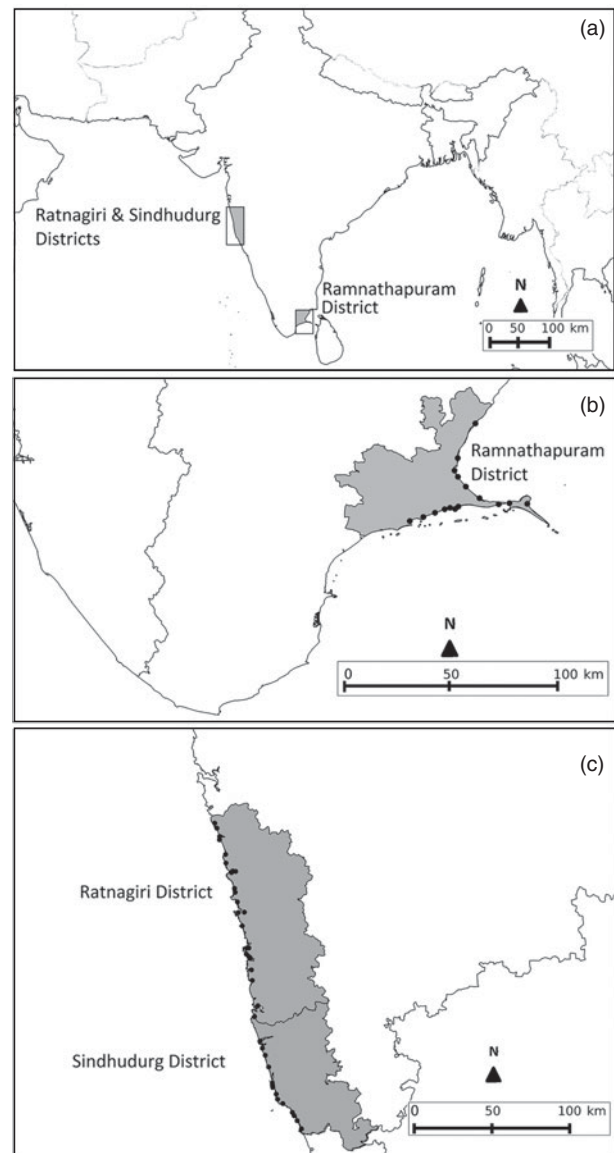 (a)
Ratnagiri & Sindhudurg
Districts
Ramnathapuram
District
N
0 50 100 km
(b)
Ramnathapuram
District
N
0 50 100 km
(c)
Ratnagiri District
Sindhudurg District
N
0 50 100 km